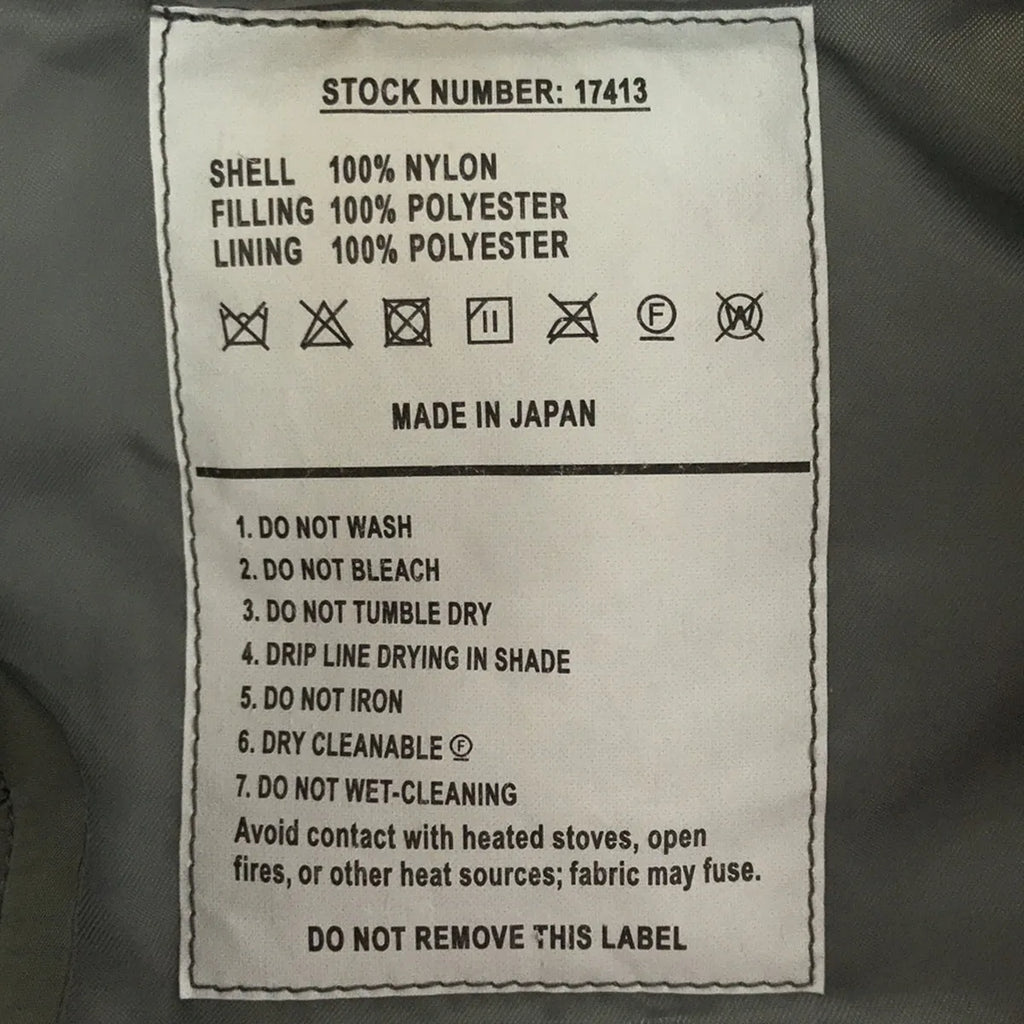 STOCK NUMBER: 17413
SHELL 100% NYLON
FILLING 100% POLYESTER
LINING 100% POLYESTER
F W
MADE IN JAPAN
1. DO NOT WASH
2. DO NOT BLEACH
3. DO NOT TUMBLE DRY
4. DRIP LINE DRYING IN SHADE
5. DO NOT IRON
6. DRY CLEANABLE Ⓕ
7. DO NOT WET-CLEANING
Avoid contact with heated stoves, open
fires, or other heat sources; fabric may fuse.
DO NOT REMOVE THIS LABEL